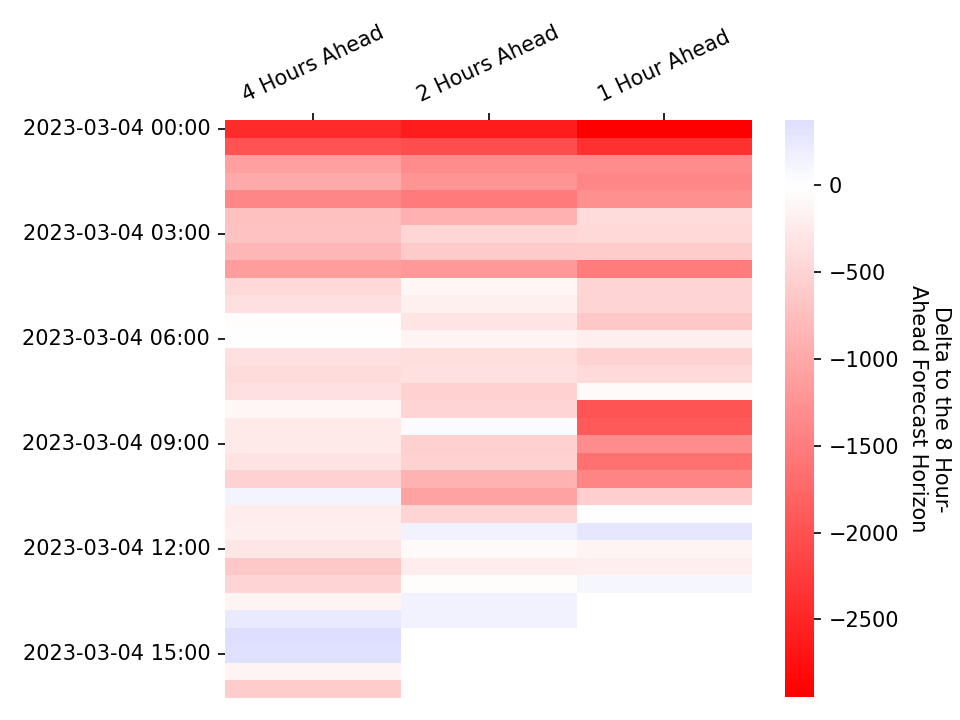 4 Hours Ahead
2 Hours Ahead
1 Hour Ahead
2023-03-04 00:00
2023-03-04 03:00
2023-03-04 06:00
2023-03-04 09:00
2023-03-04 12:00
2023-03-04 15:00
0
−500
−1000
−1500
−2000
−2500
Delta to the 8 Hour-
Ahead Forecast Horizon